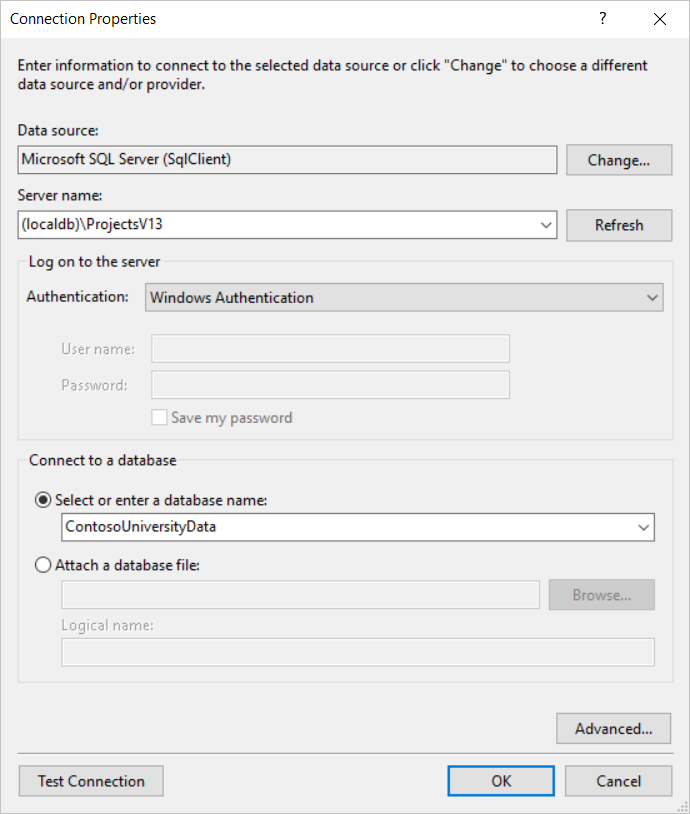 Connection Properties
?
Enter information to connect to the selected data source or click "Change" to choose a different
data source and/or provider.
Data source:
Microsoft SQL Server (SqlClient)
Change...
Server name:
(localdb)\ProjectsV13
Refresh
Log on to the server
Authentication:
Windows Authentication
User name:
Password:
Save my password
Connect to a database
Select or enter a database name:
ContosoUniversityData
Attach a database file:
Browse...
Logical name:
Advanced...
Test Connection
OK
Cancel